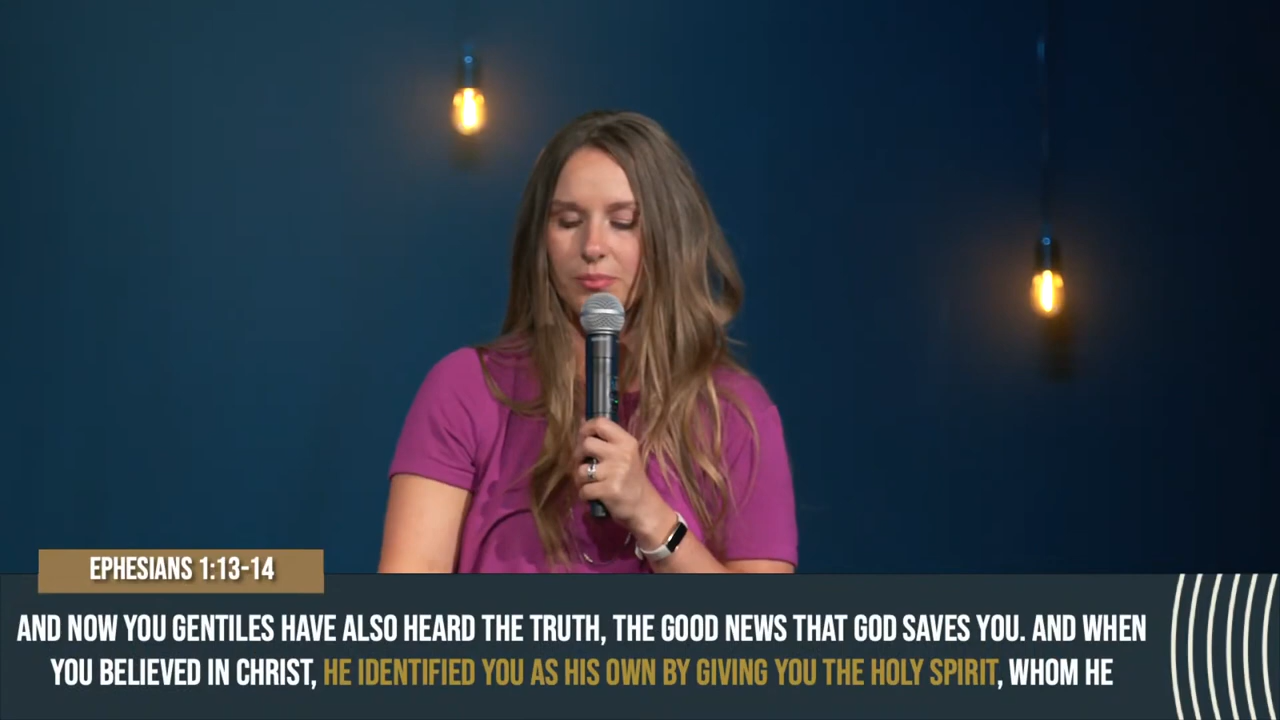 EPHESIANS 1:13-14
AND NOW YOU GENTILES HAVE ALSO HEARD THE TRUTH, THE GOOD NEWS THAT GOD SAVES YOU. AND WHEN
YOU BELIEVED IN CHRIST, HE IDENTIFIED YOU AS HIS OWN BY GIVING YOU THE HOLY SPIRIT, WHOM HE